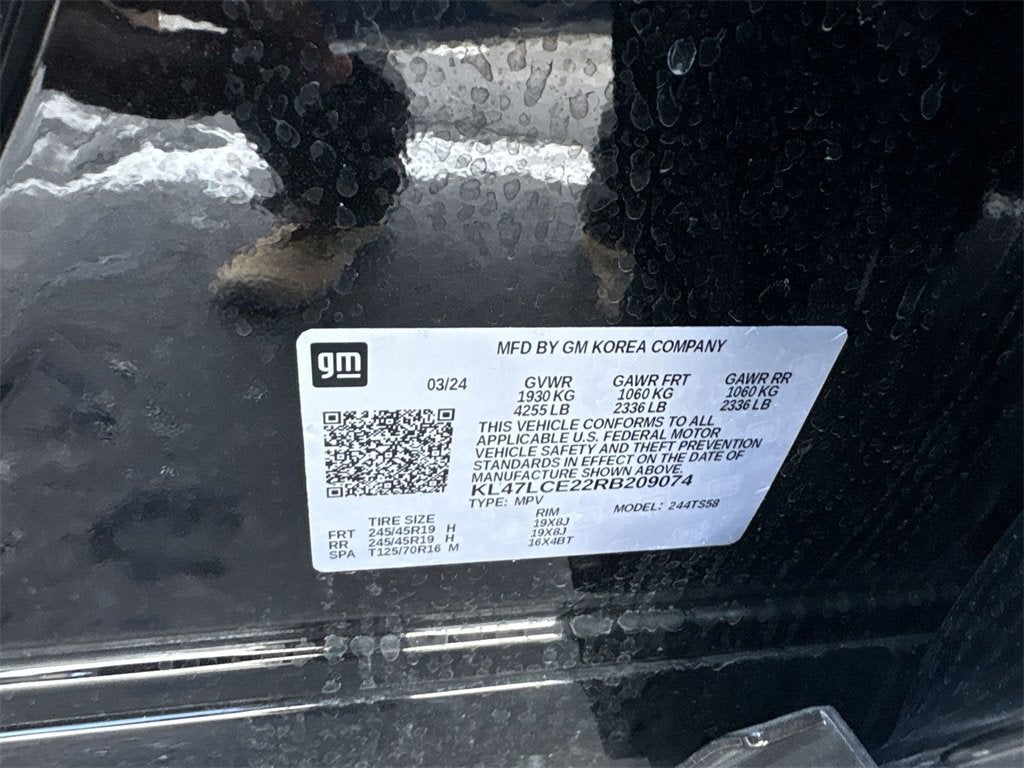 gm
MFD BY GM KOREA COMPANY
03/24 GVWR GAWR FRT GAWR RR
1930 KG 1060 KG 1060 KG
4255 LB 2336 LB 2336 LB
THIS VEHICLE CONFORMS TO ALL
APPLICABLE U.S. FEDERAL MOTOR
VEHICLE SAFETY AND THEFT PREVENTION
STANDARDS IN EFFECT ON THE DATE OF
MANUFACTURE SHOWN ABOVE.
KL47LCE22RB209074
TYPE: MPV MODEL: 244TS58
TIRE SIZE RIM
FRT 245/45R19 H 19X8J
RR 245/45R19 H 19X8J
SPA T125/70R16 M 16X4BT